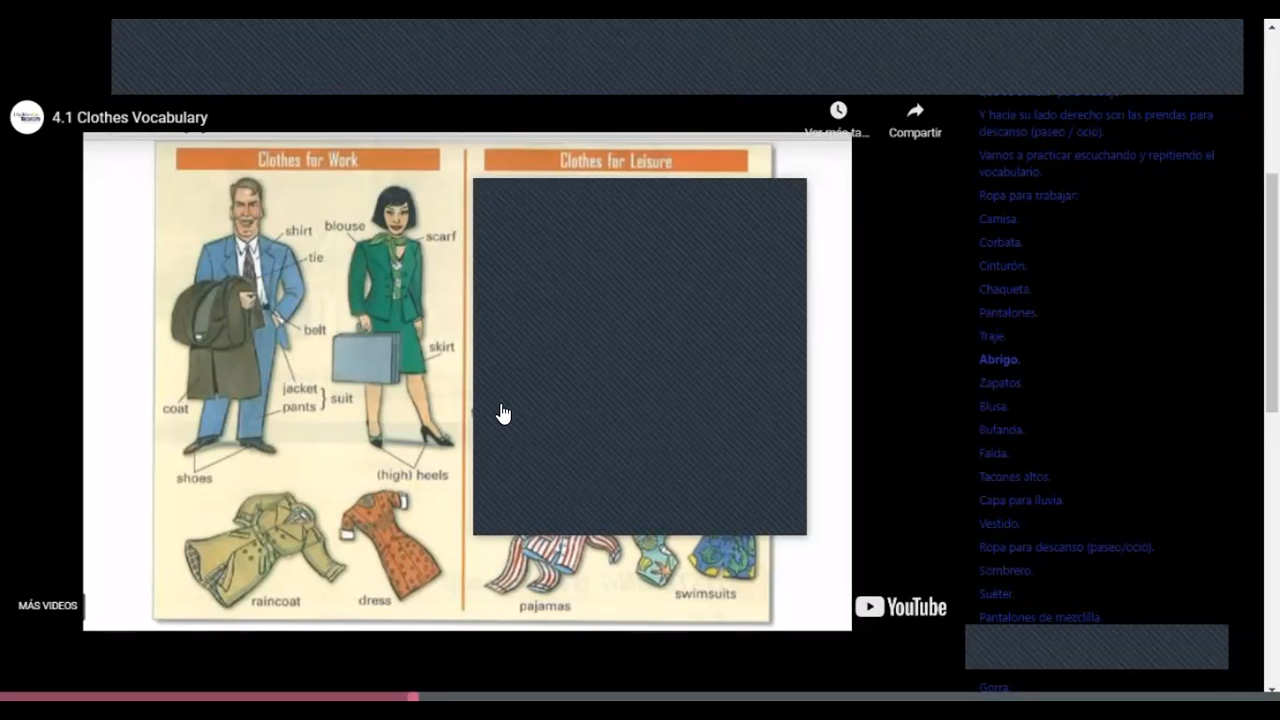 4.1 Clothes Vocabulary
Compartir
Clothes for Work
Clothes for Leisure
shirt
blouse
scarf
tie
belt
skirt
jacket
pants
suit
coat
shoes
(high) heels
raincoat
dress
pajamas
swimsuits
MÁS VIDEOS
YouTube
Y hacia su lado derecho son las prendas para
descanso (paseo / ocio).
Vamos a practicar escuchando y repitiendo el
vocabulario.
Ropa para trabajar:
Camisa.
Corbata.
Cinturón.
Chaqueta.
Pantalones.
Traje.
Abrigo.
Zapatos.
Blusa.
Bufanda.
Falda.
Tacones altos.
Capa para lluvia.
Vestido.
Ropa para descanso (paseo/ocio).
Sombrero.
Suéter.
Pantalones de mezclilla.
Gorra.